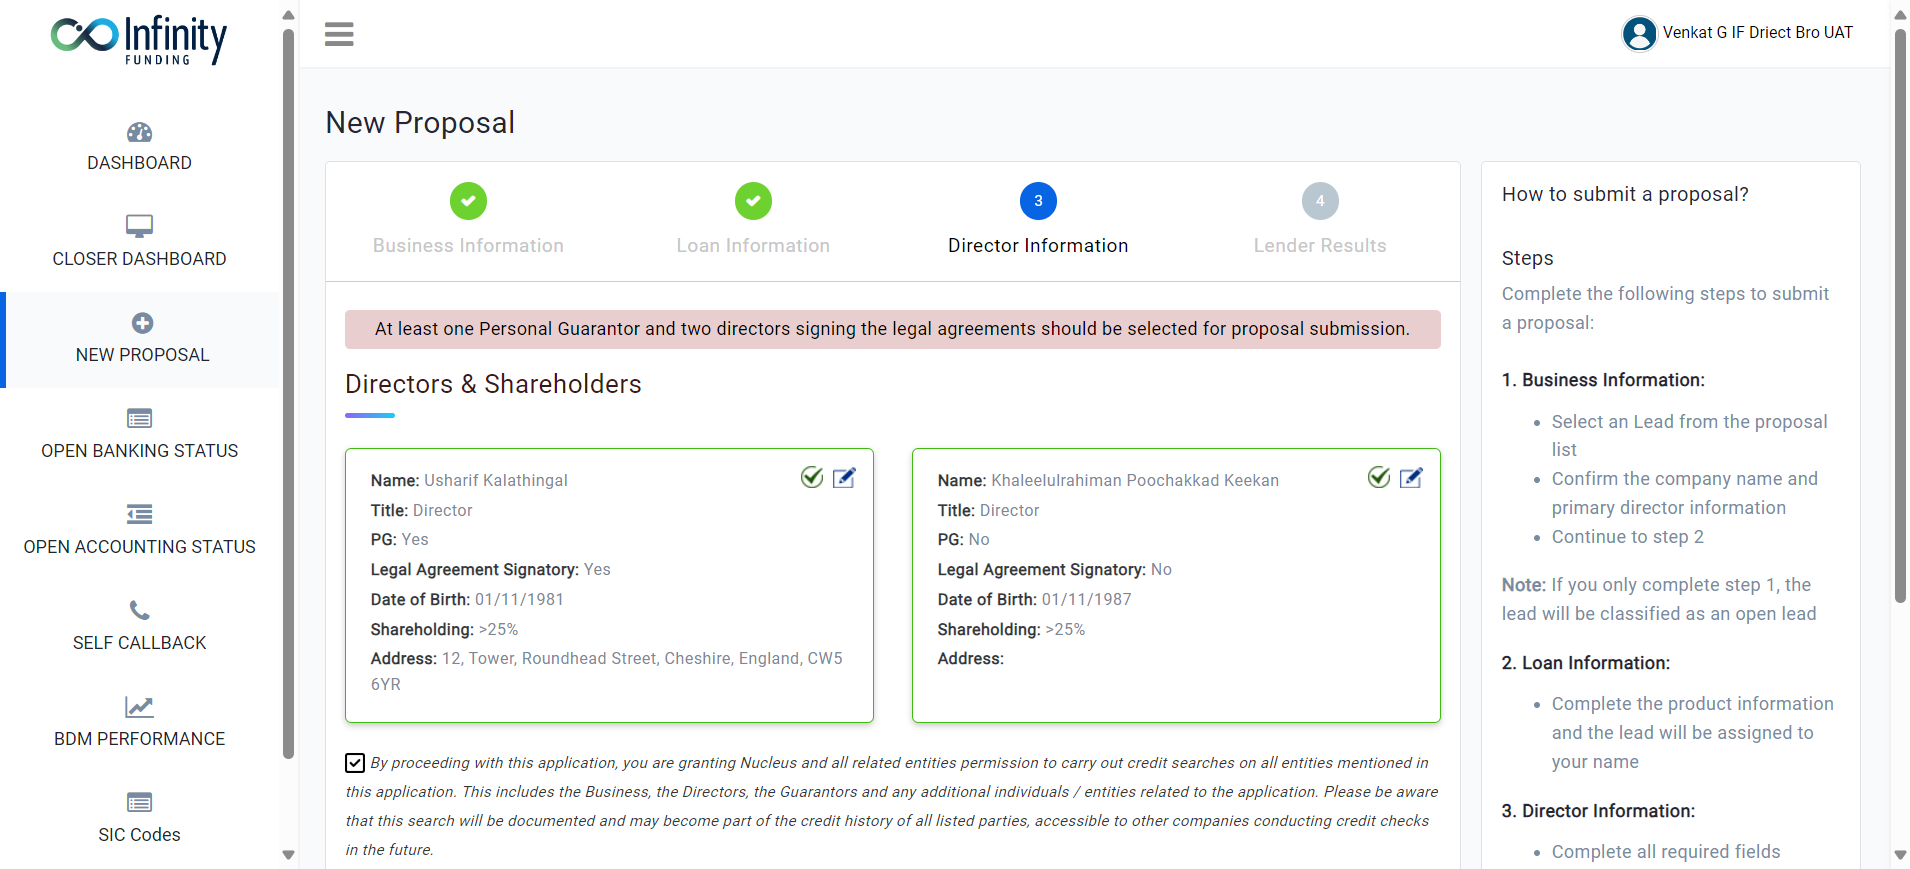 Infinity
FUNDING
Venkat G IF Driect Bro UAT
DASHBOARD
CLOSER DASHBOARD
NEW PROPOSAL
OPEN BANKING STATUS
OPEN ACCOUNTING STATUS
SELF CALLBACK
BDM PERFORMANCE
SIC Codes
New Proposal
Business Information
Loan Information
3
Director Information
4
Lender Results
At least one Personal Guarantor and two directors signing the legal agreements should be selected for proposal submission.
Directors & Shareholders
Name: Usharif Kalathingal
Title: Director
PG: Yes
Legal Agreement Signatory: Yes
Date of Birth: 01/11/1981
Shareholding: >25%
Address: 12, Tower, Roundhead Street, Cheshire, England, CW5
6YR
Name: Khaleelulrahiman Poochakkad Keekan
Title: Director
PG: No
Legal Agreement Signatory: No
Date of Birth: 01/11/1987
Shareholding: >25%
Address:
By proceeding with this application, you are granting Nucleus and all related entities permission to carry out credit searches on all entities mentioned in
this application. This includes the Business, the Directors, the Guarantors and any additional individuals / entities related to the application. Please be aware
that this search will be documented and may become part of the credit history of all listed parties, accessible to other companies conducting credit checks
in the future.
How to submit a proposal?
Steps
Complete the following steps to submit
a proposal:
1. Business Information:
• Select an Lead from the proposal
list
• Confirm the company name and
primary director information
• Continue to step 2
Note: If you only complete step 1, the
lead will be classified as an open lead
2. Loan Information:
• Complete the product information
and the lead will be assigned to
your name
3. Director Information:
• Complete all required fields